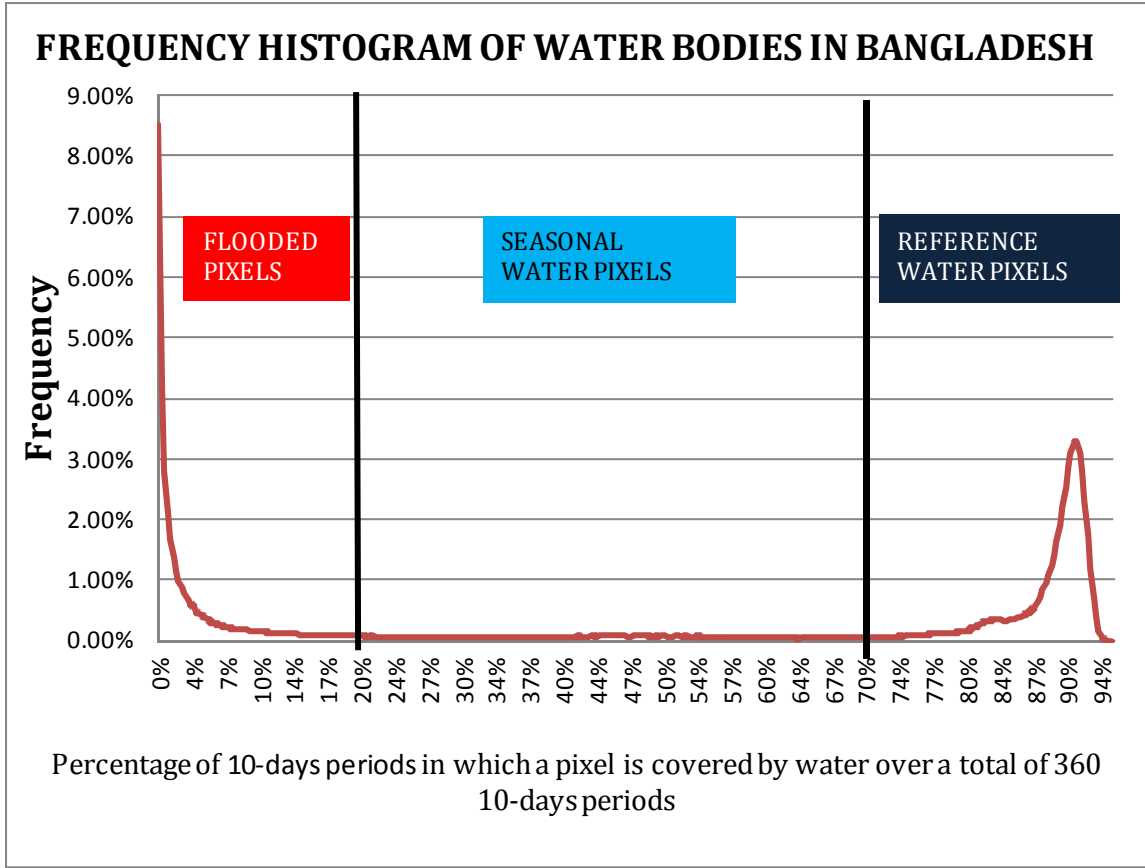 FREQUENCY HISTOGRAM OF WATER BODIES IN BANGLADESH
9.00%
8.00%
7.00%
6.00%
5.00%
4.00%
3.00%
2.00%
1.00%
0.00%
Frequency
FLOODED
PIXELS
SEASONAL
WATER PIXELS
REFERENCE
WATER PIXELS
0% 4% 7% 10% 14% 17% 20% 24% 27% 30% 34% 37% 40% 44% 47% 50% 54% 57% 60% 64% 67% 70% 74% 77% 80% 84% 87% 90% 94%
Percentage of 10-days periods in which a pixel is covered by water over a total of 360
10-days periods